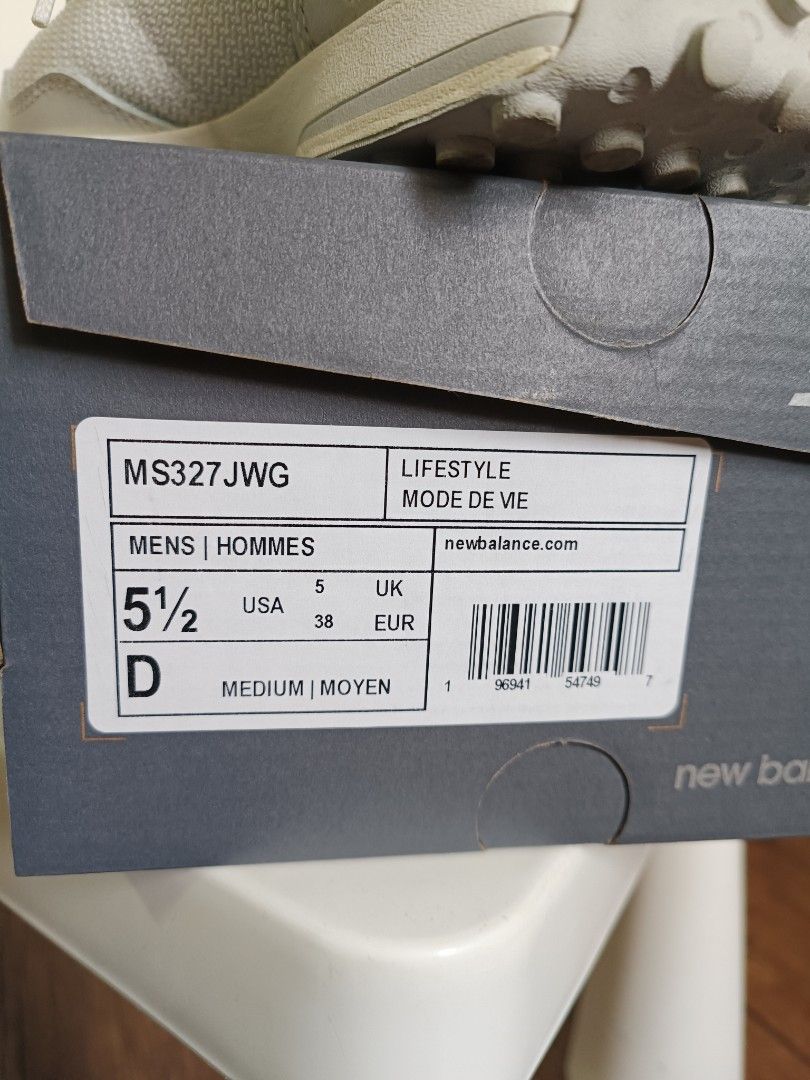 MS327JWG
LIFESTYLE
MODE DE VIE
MENS | HOMMES
newbalance.com
5½ USA
5 UK
38 EUR
D MEDIUM | MOYEN
1 96941 54749 7
new